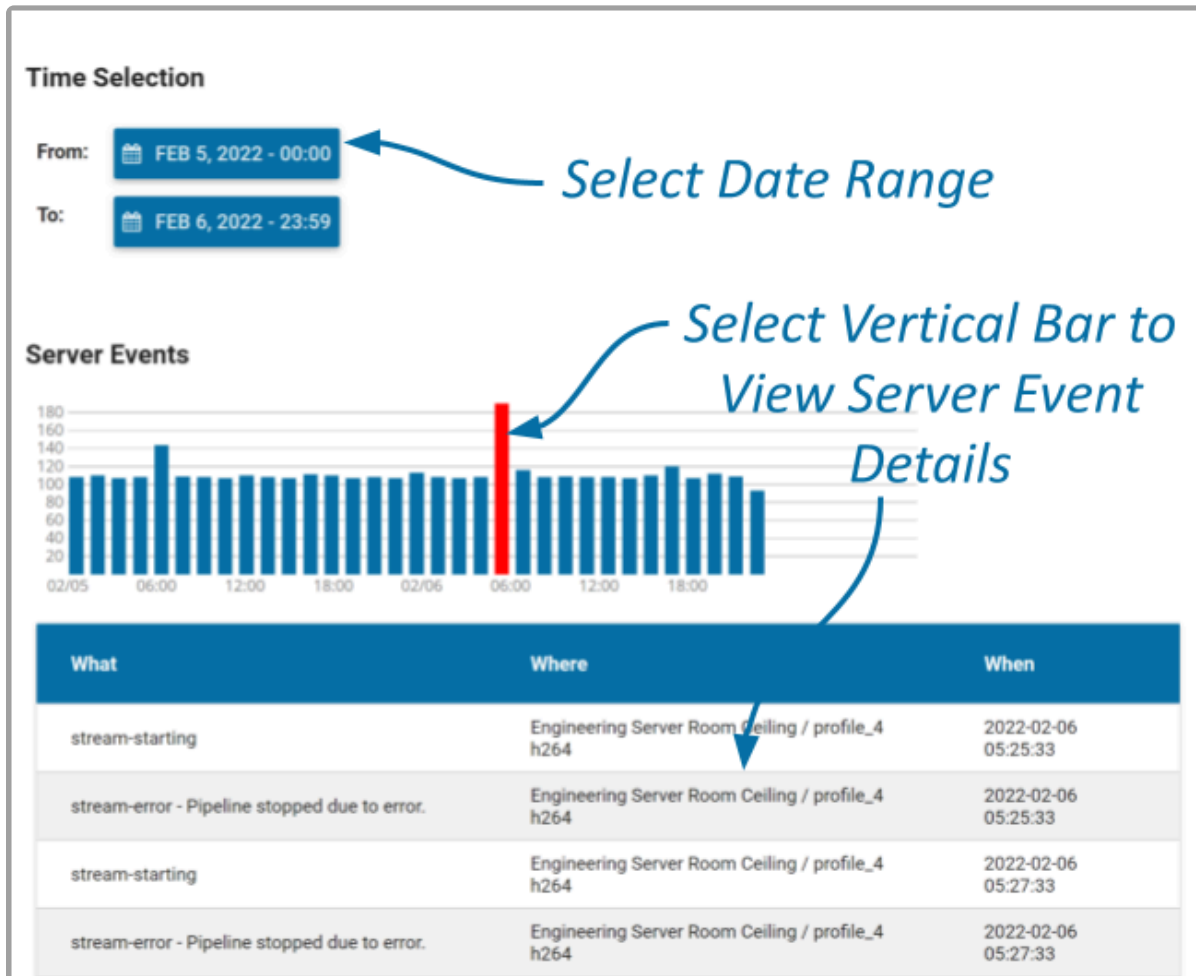 Time Selection
From:
FEB 5, 2022 - 00:00
Select Date Range
To:
FEB 6, 2022 - 23:59
Select Vertical Bar to
View Server Event
Details
Server Events
180
160
140
120
100
80
60
40
20
02/05 06:00 12:00 18:00 02/06 06:00 12:00 18:00
What Where When
stream-starting Engineering Server Room Ceiling / profile_4 2022-02-06
h264 05:25:33
stream-error - Pipeline stopped due to error. Engineering Server Room Ceiling / profile_4 2022-02-06
h264 05:25:33
stream-starting Engineering Server Room Ceiling / profile_4 2022-02-06
h264 05:27:33
stream-error - Pipeline stopped due to error. Engineering Server Room Ceiling / profile_4 2022-02-06
h264 05:27:33